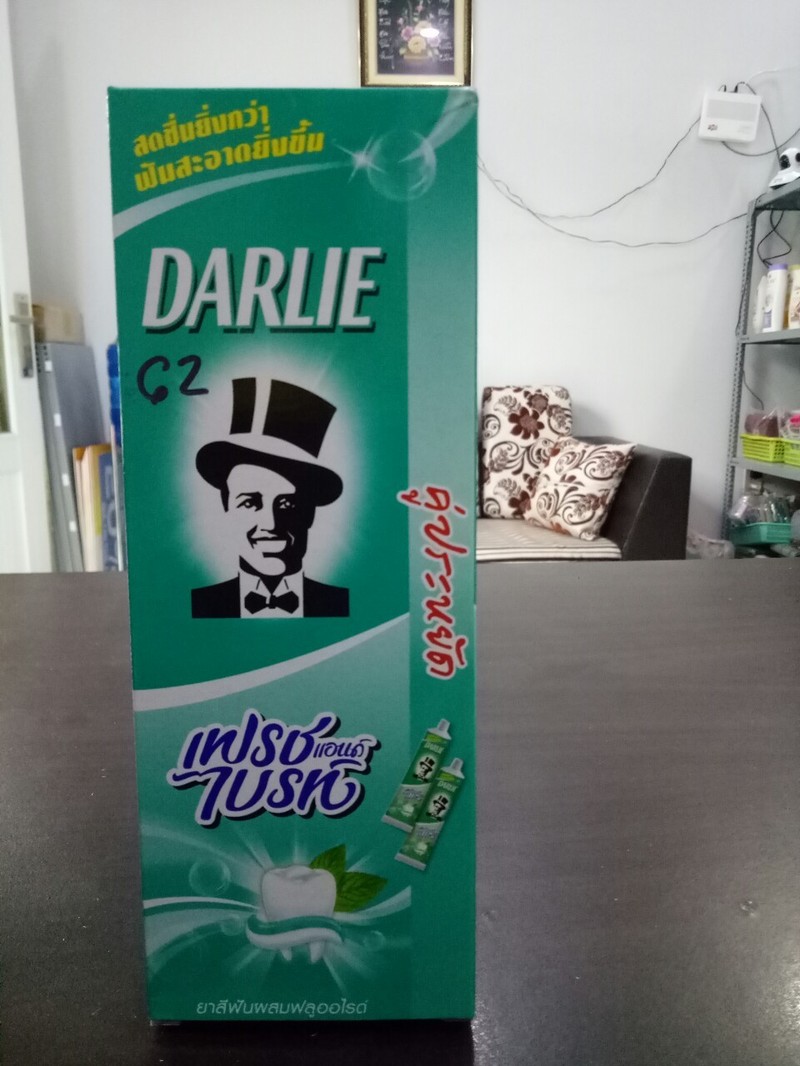 สดชื่นยิ่งกว่า
ฟันสะอาดยิ่งขึ้น
DARLIE
62
คู่ประหยัด
เฟรชแอนด์
ไบรท์
ยาสีฟันผสมฟลูออไรด์